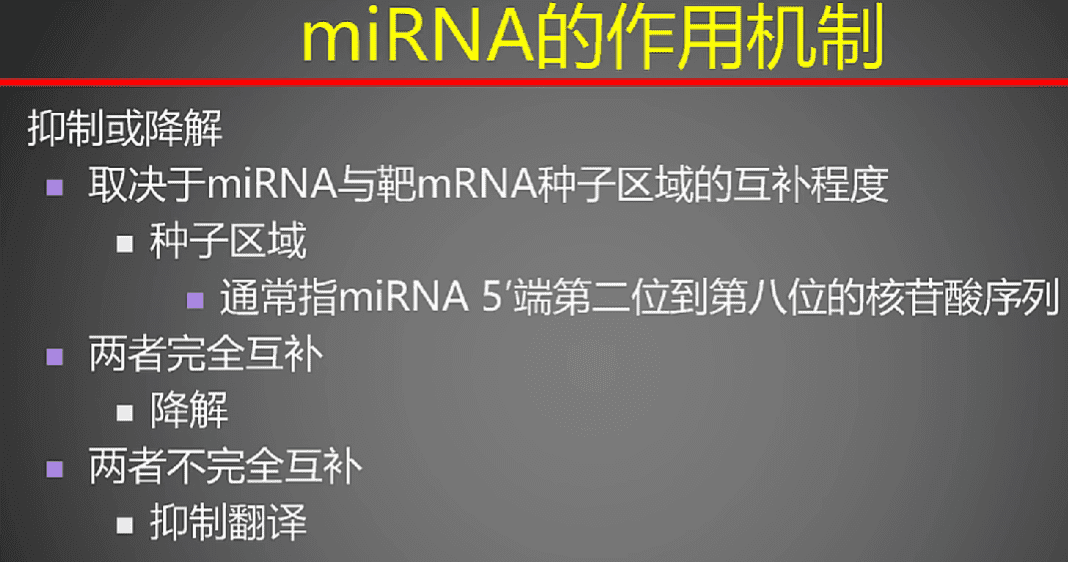 miRNA的作用机制
抑制或降解
取决于miRNA与靶mRNA种子区域的互补程度
种子区域
通常指miRNA 5′端第二位到第八位的核苷酸序列
两者完全互补
降解
两者不完全互补
抑制翻译